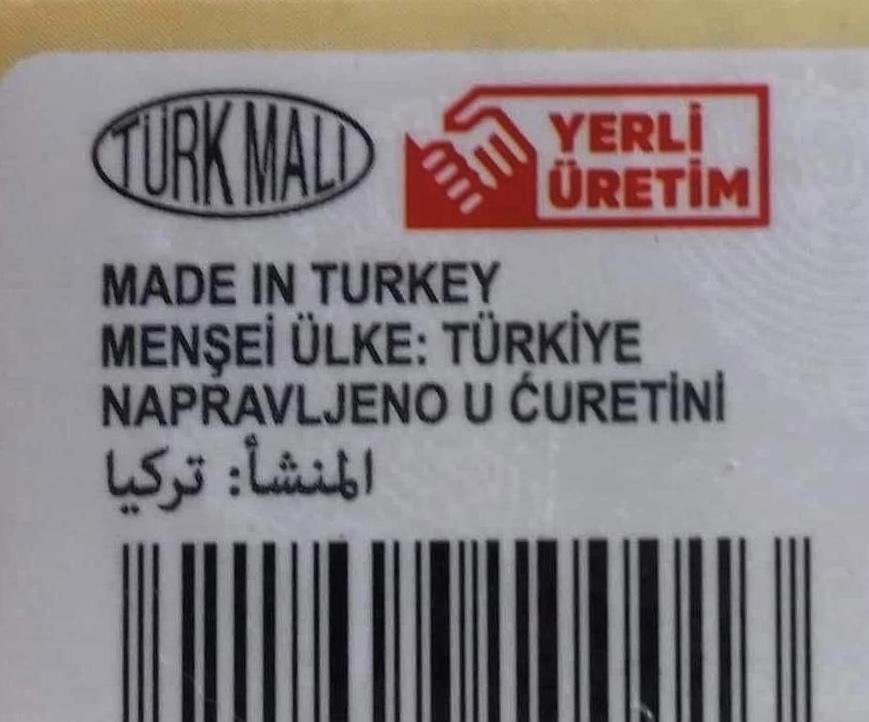 TÜRK MALI
YERLİ
ÜRETİM
MADE IN TURKEY
MENŞEİ ÜLKE: TÜRKİYE
NAPRAVLJENO U ĆURETİNİ
المنشأ: تركيا